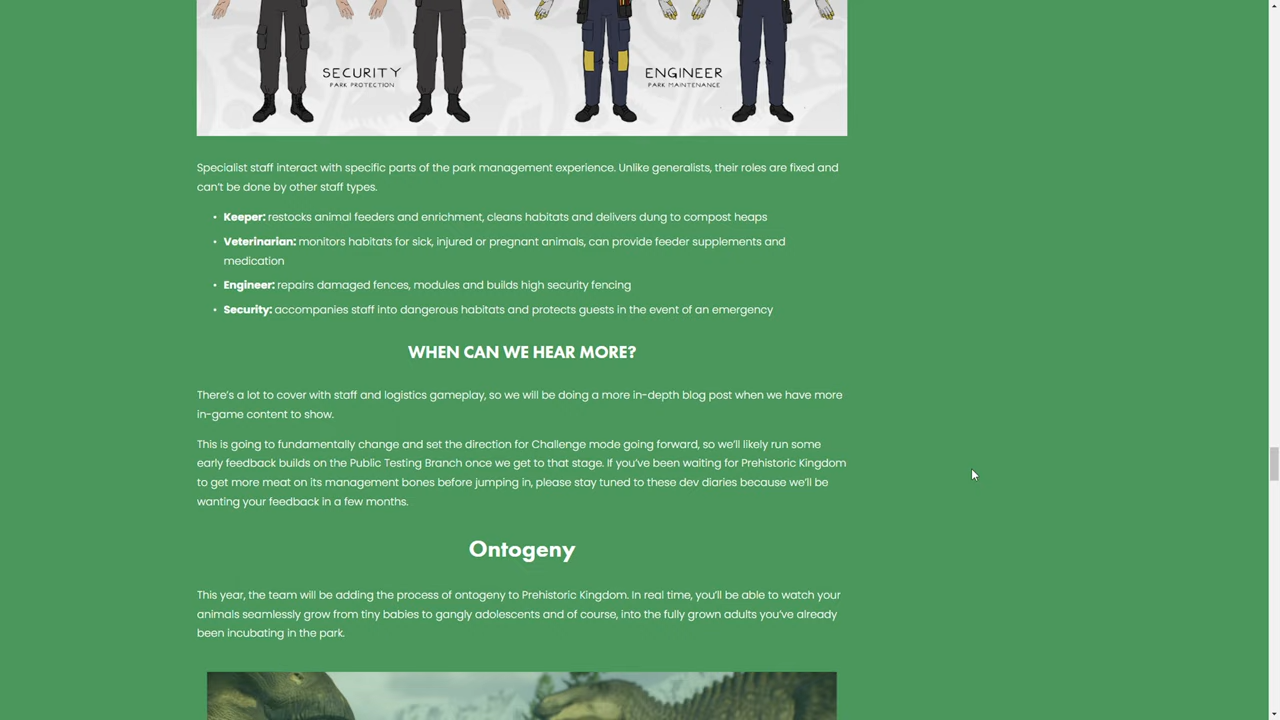 SECURITY
PARK PROTECTION
ENGINEER
PARK MAINTENANCE
Specialist staff interact with specific parts of the park management experience. Unlike generalists, their roles are fixed and
can't be done by other staff types.
• Keeper: restocks animal feeders and enrichment, cleans habitats and delivers dung to compost heaps
• Veterinarian: monitors habitats for sick, injured or pregnant animals, can provide feeder supplements and
medication
• Engineer: repairs damaged fences, modules and builds high security fencing
• Security: accompanies staff into dangerous habitats and protects guests in the event of an emergency
WHEN CAN WE HEAR MORE?
There's a lot to cover with staff and logistics gameplay, so we will be doing a more in-depth blog post when we have more
in-game content to show.
This is going to fundamentally change and set the direction for Challenge mode going forward, so we'll likely run some
early feedback builds on the Public Testing Branch once we get to that stage. If you've been waiting for Prehistoric Kingdom
to get more meat on its management bones before jumping in, please stay tuned to these dev diaries because we'll be
wanting your feedback in a few months.
Ontogeny
This year, the team will be adding the process of ontogeny to Prehistoric Kingdom. In real time, you'll be able to watch your
animals seamlessly grow from tiny babies to gangly adolescents and of course, into the fully grown adults you've already
been incubating in the park.